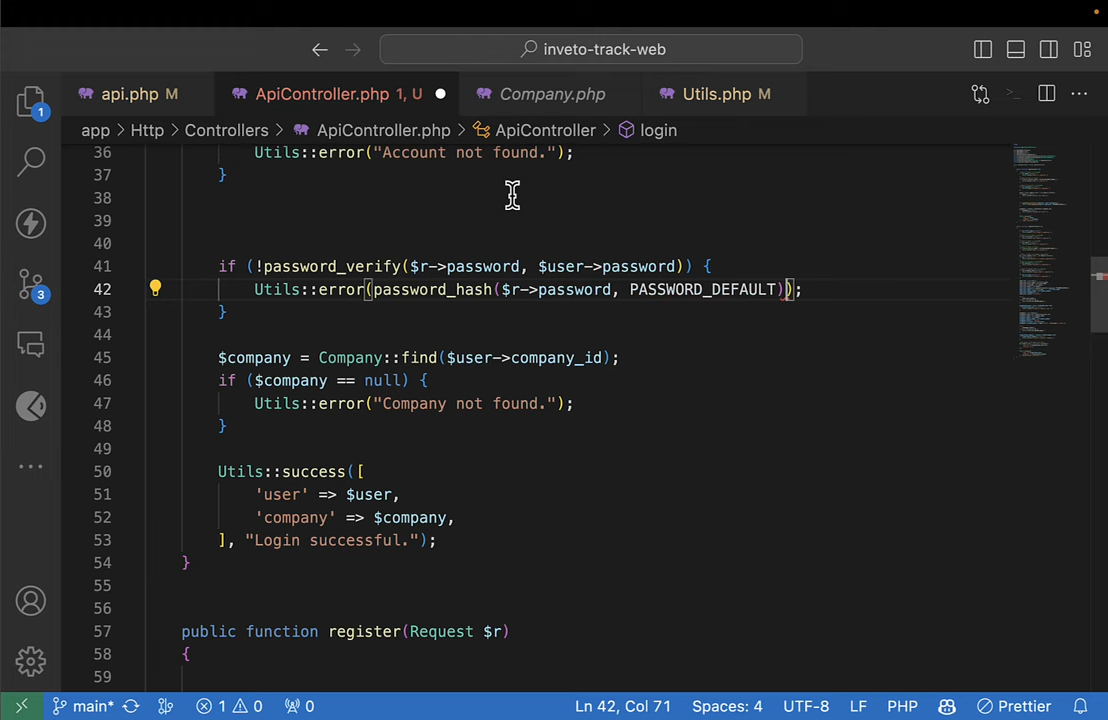 inveto-track-web
api.php M
ApiController.php 1, U
Company.php
Utils.php M
app > Http > Controllers > ApiController.php > ApiController > login
36 Utils::error("Account not found.");
37 }
38
39
40
41 if (!password_verify($r->password, $user->password)) {
42 Utils::error(password_hash($r->password, PASSWORD_DEFAULT));
43 }
44
45 $company = Company::find($user->company_id);
46 if ($company == null) {
47 Utils::error("Company not found.");
48 }
49
50 Utils::success([
51 'user' => $user,
52 'company' => $company,
53 ], "Login successful.");
54 }
55
56
57 public function register(Request $r)
58 {
59
1
3
main* 1 0 0 Ln 42, Col 71 Spaces: 4 UTF-8 LF PHP Prettier